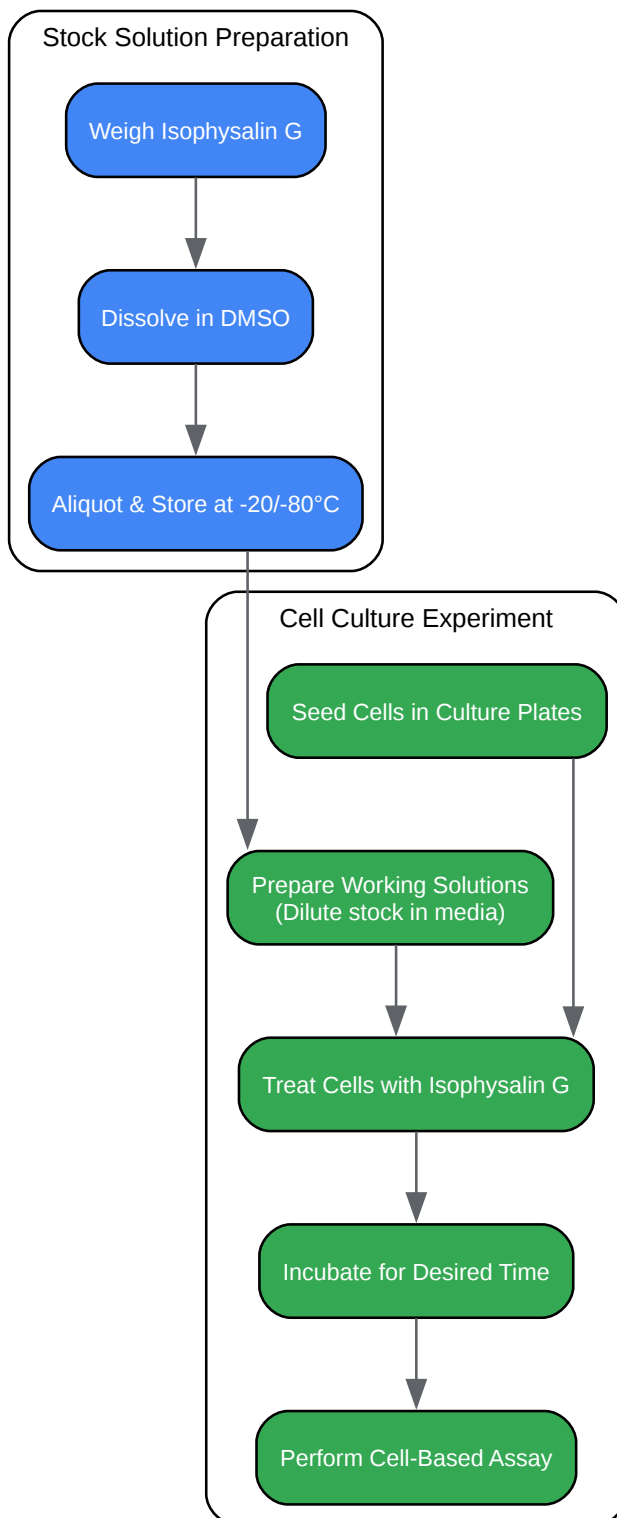 Stock Solution Preparation
Weigh Isophysalin G
Dissolve in DMSO
Aliquot & Store at -20/-80°C
Cell Culture Experiment
Seed Cells in Culture Plates
Prepare Working Solutions
(Dilute stock in media)
Treat Cells with Isophysalin G
Incubate for Desired Time
Perform Cell-Based Assay